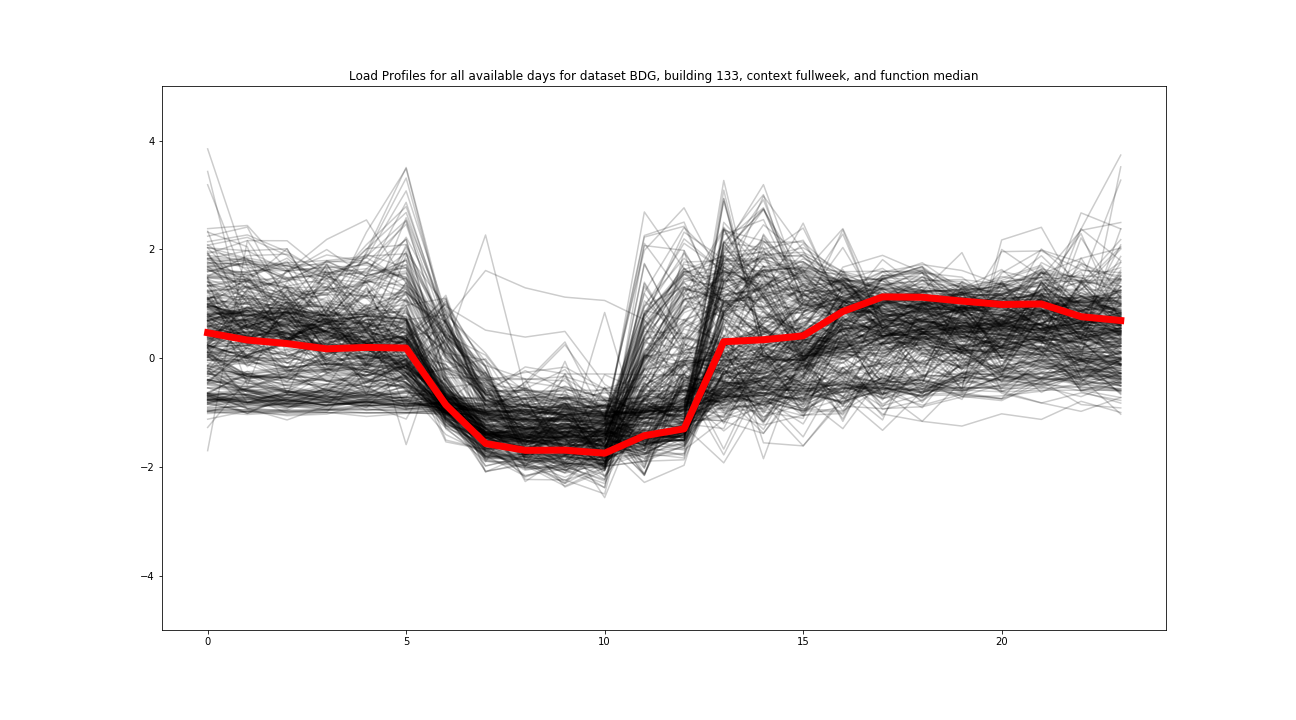 Load Profiles for all available days for dataset BDG, building 133, context fullweek, and function median
4
2
0
−2
−4
0 5 10 15 20